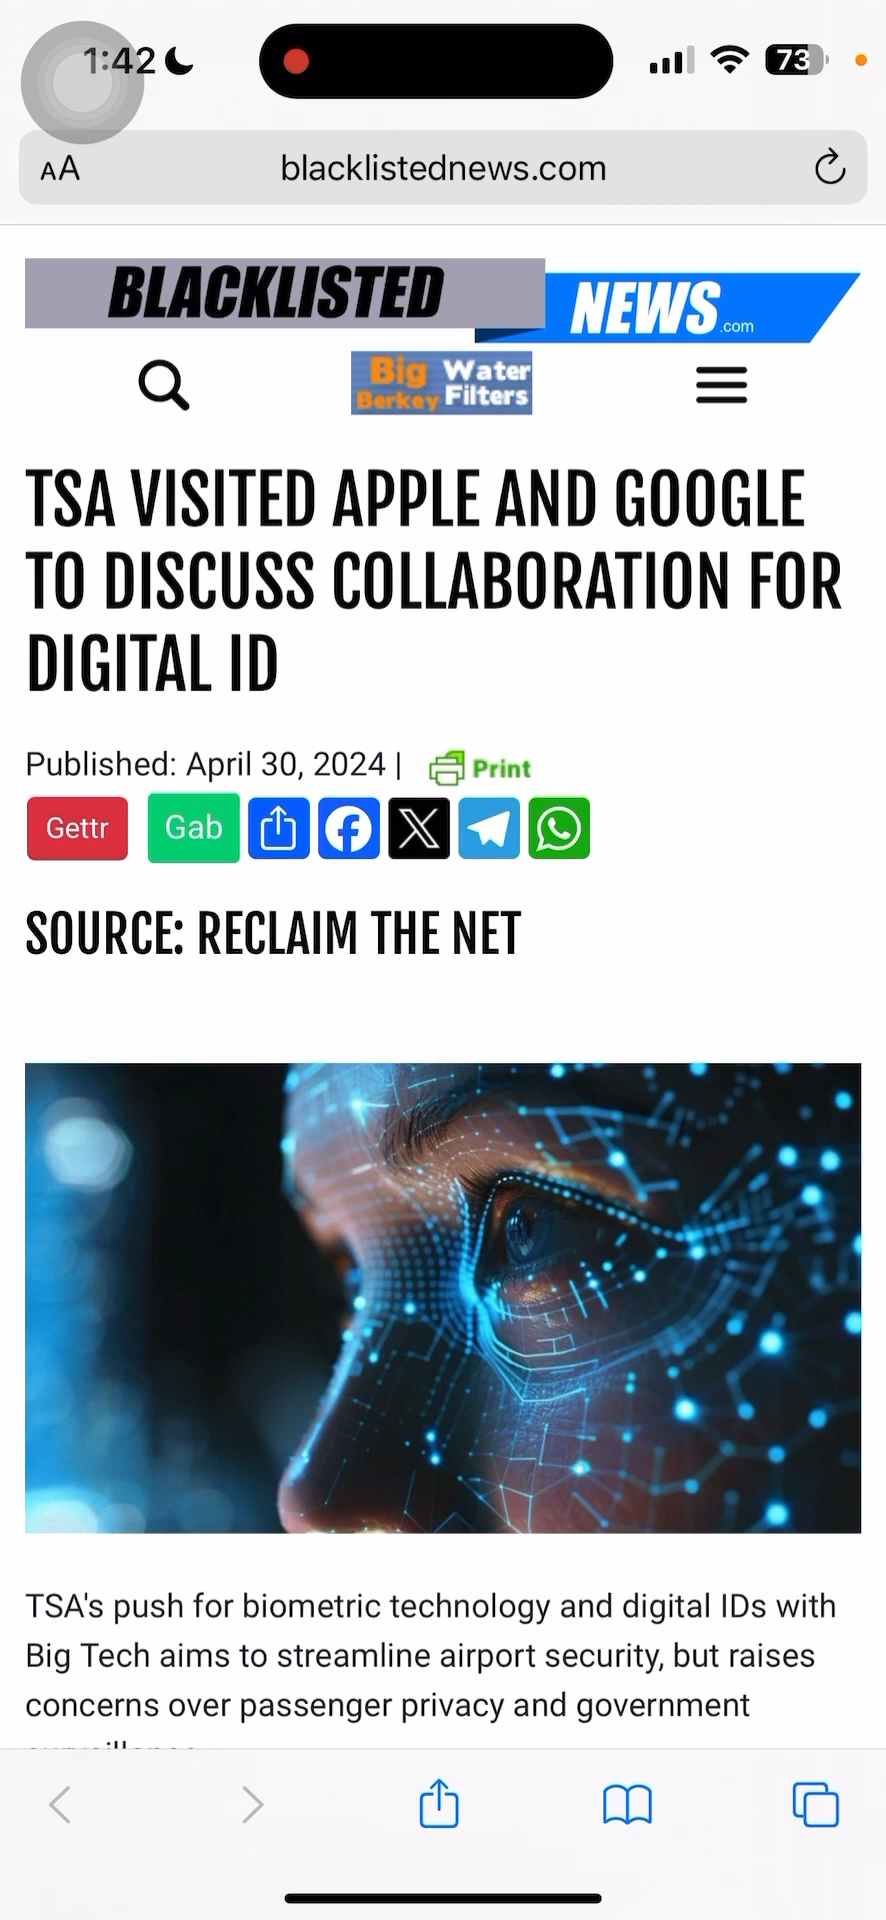 1:42
73
AA
blacklistednews.com
BLACKLISTED
NEWS.com
Big Water
Berkey Filters
TSA VISITED APPLE AND GOOGLE
TO DISCUSS COLLABORATION FOR
DIGITAL ID
Published: April 30, 2024 | Print
Gettr
Gab
SOURCE: RECLAIM THE NET
TSA's push for biometric technology and digital IDs with
Big Tech aims to streamline airport security, but raises
concerns over passenger privacy and government